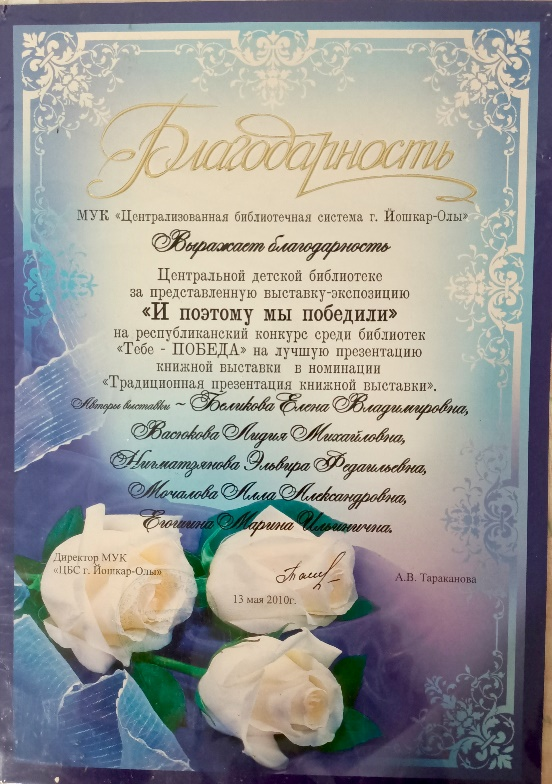 Благодарность
МУК «Централизованная библиотечная система г. Йошкар-Олы»
Выражает благодарность
Центральной детской библиотеке
за представленную выставку-экспозицию
«И поэтому мы победили»
на республиканский конкурс среди библиотек
«Тебе - ПОБЕДА» на лучшую презентацию
книжной выставки в номинации
«Традиционная презентация книжной выставки».
Авторы выставки ~ Беликова Елена Владимировна,
Васюкова Лидия Михайловна,
Нигматзянова Эльвира Федаильевна,
Мочалова Алла Александровна,
Егошина Марина Ильинична.
Директор МУК
«ЦБС г. Йошкар-Олы»
А.В. Тараканова
13 мая 2010г.